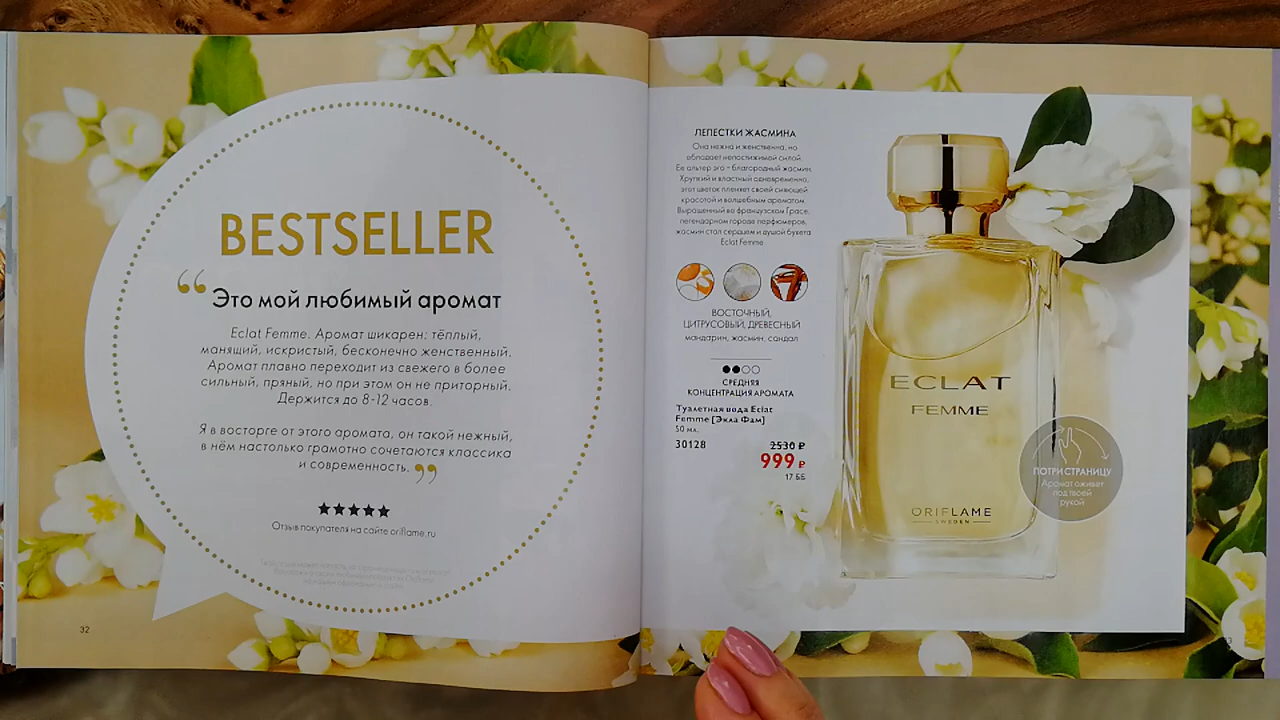 BESTSELLER
“Это мой любимый аромат
Eclat Femme. Аромат шикарен: тёплый,
манящий, искристый, бесконечно женственный.
Аромат плавно переходит из свежего в более
сильный, пряный, но при этом он не приторный.
Держится до 8-12 часов.
Я в восторге от этого аромата, он такой нежный,
в нём настолько грамотно сочетаются классика
и современность.”
★★★★★
Отзыв покупателя на сайте oriflame.ru
32
ЛЕПЕСТКИ ЖАСМИНА
Она нежна и женственна, но
обладает непостижимой силой.
Ее альтер эго – благородный жасмин.
Хрупкий и властный одновременно,
этот цветок пленяет своей сияющей
красотой и волшебным ароматом.
Выращенный во французском Грасе,
легендарном городе парфюмеров,
жасмин стал сердцем и душой букета
Eclat Femme
ВОСТОЧНЫЙ,
ЦИТРУСОВЫЙ, ДРЕВЕСНЫЙ
мандарин, жасмин, сандал
СРЕДНЯЯ
КОНЦЕНТРАЦИЯ АРОМАТА
Туалетная вода Eclat
Femme [Экла Фам]
50 мл.
30128 2530 ₽
999 ₽
17 ББ
ECLAT
FEMME
ORIFLAME
SWEDEN
ПОТРИ СТРАНИЦУ
Аромат оживет
под твоей
рукой
33